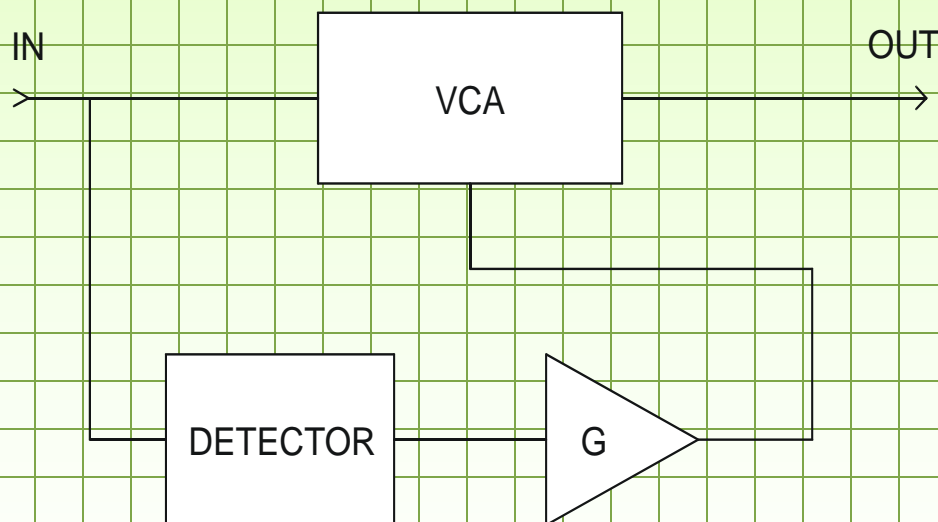 IN
OUT
VCA
DETECTOR
G